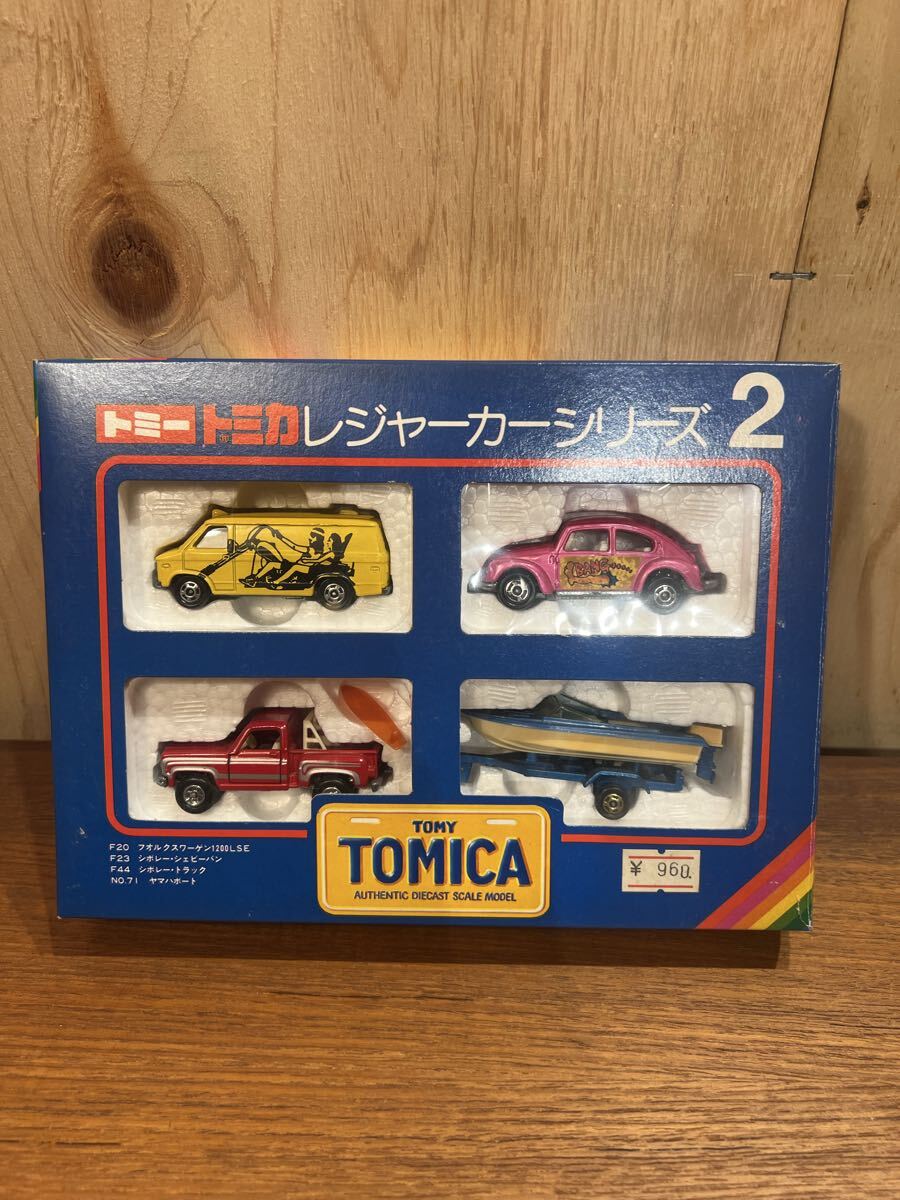 トミー トミカ レジャーカーシリーズ 2
BANG
F20 フオルクスワーゲン1200LSE
F23 シボレー・シェビーバン
F44 シボレー・トラック
NO.71 ヤマハボート
TOMY
TOMICA
AUTHENTIC DIECAST SCALE MODEL
¥ 960.